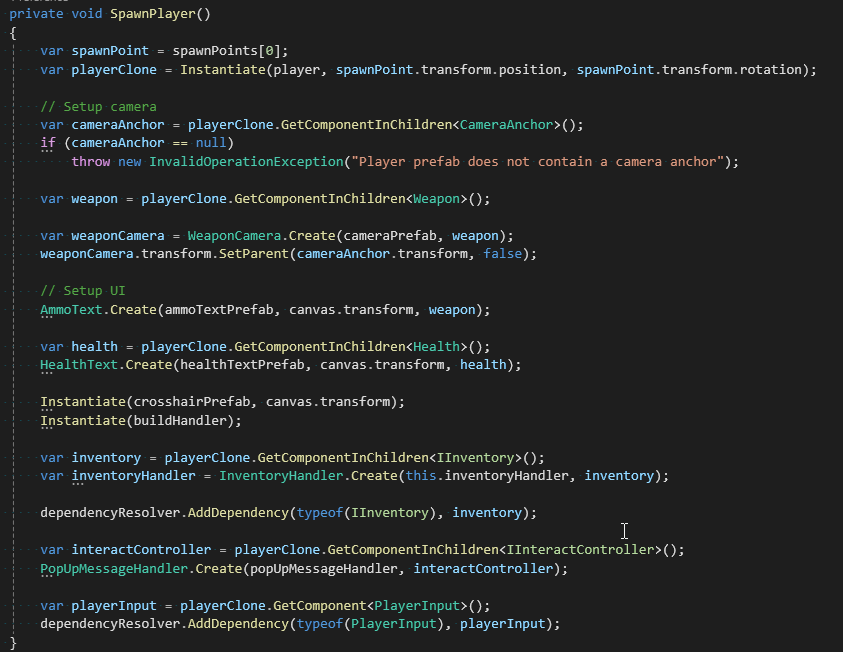 private void SpawnPlayer()
{
var spawnPoint = spawnPoints[0];
var playerClone = Instantiate(player, spawnPoint.transform.position, spawnPoint.transform.rotation);
// Setup camera
var cameraAnchor = playerClone.GetComponentInChildren<CameraAnchor>();
if (cameraAnchor == null)
throw new InvalidOperationException("Player prefab does not contain a camera anchor");
var weapon = playerClone.GetComponentInChildren<Weapon>();
var weaponCamera = WeaponCamera.Create(cameraPrefab, weapon);
weaponCamera.transform.SetParent(cameraAnchor.transform, false);
// Setup UI
AmmoText.Create(ammoTextPrefab, canvas.transform, weapon);
var health = playerClone.GetComponentInChildren<Health>();
HealthText.Create(healthTextPrefab, canvas.transform, health);
Instantiate(crosshairPrefab, canvas.transform);
Instantiate(buildHandler);
var inventory = playerClone.GetComponentInChildren<IInventory>();
var inventoryHandler = InventoryHandler.Create(this.inventoryHandler, inventory);
dependencyResolver.AddDependency(typeof(IInventory), inventory);
var interactController = playerClone.GetComponentInChildren<IInteractController>();
PopUpMessageHandler.Create(popUpMessageHandler, interactController);
var playerInput = playerClone.GetComponent<PlayerInput>();
dependencyResolver.AddDependency(typeof(PlayerInput), playerInput);
}